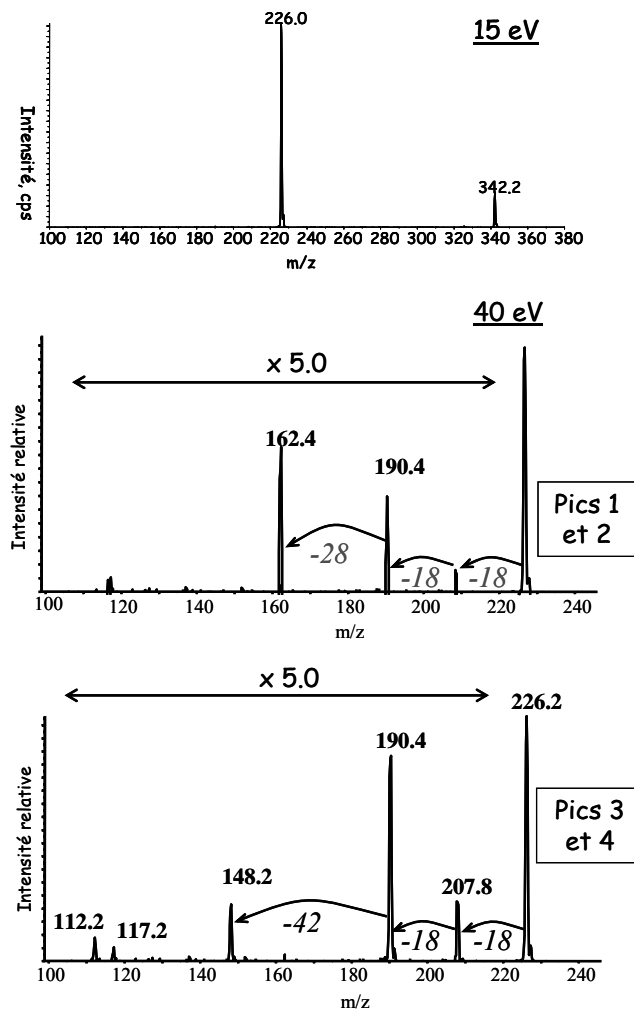 226.0
15 eV
Intensité, cps
342.2
100 120 140 160 180 200 220 240 260 280 300 320 340 360 380
m/z
40 eV
x 5.0
Intensité relative
162.4
190.4
Pics 1
et 2
-28
-18
-18
100 120 140 160 180 200 220 240
m/z
x 5.0
226.2
190.4
Intensité relative
Pics 3
et 4
148.2
207.8
112.2
117.2
-42
-18
-18
100 120 140 160 180 200 220 240
m/z